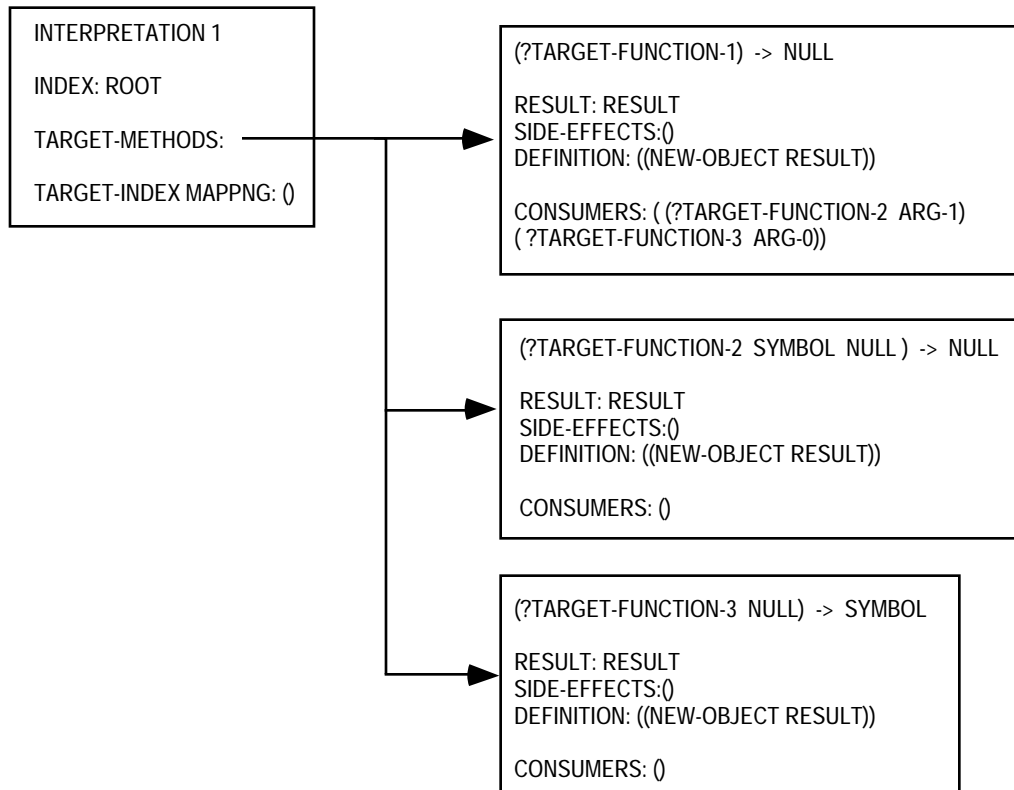 INTERPRETATION 1
INDEX: ROOT
TARGET-METHODS:
TARGET-INDEX MAPPNG: ()
(?TARGET-FUNCTION-1) -> NULL
RESULT: RESULT
SIDE-EFFECTS:()
DEFINITION: ((NEW-OBJECT RESULT))
CONSUMERS: ( (?TARGET-FUNCTION-2 ARG-1)
( ?TARGET-FUNCTION-3 ARG-0))
(?TARGET-FUNCTION-2 SYMBOL NULL ) -> NULL
RESULT: RESULT
SIDE-EFFECTS:()
DEFINITION: ((NEW-OBJECT RESULT))
CONSUMERS: ()
(?TARGET-FUNCTION-3 NULL) -> SYMBOL
RESULT: RESULT
SIDE-EFFECTS:()
DEFINITION: ((NEW-OBJECT RESULT))
CONSUMERS: ()